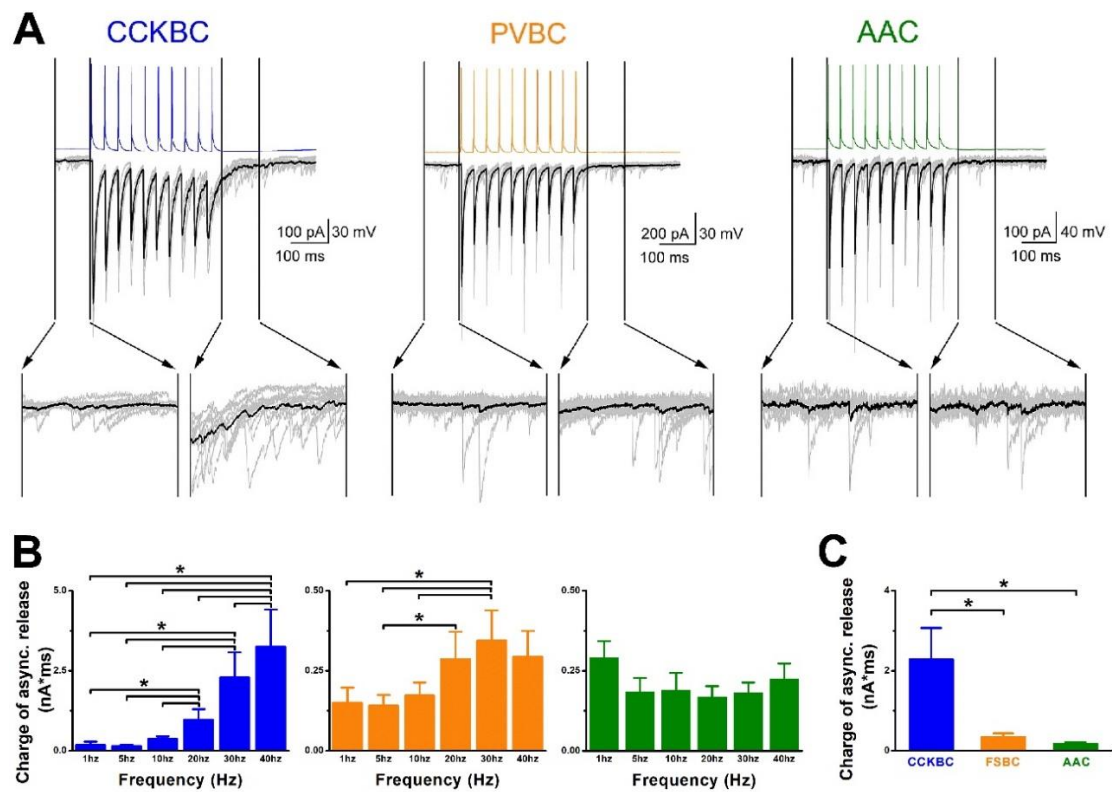 A
CCKBC
PVBC
AAC
100 pA 30 mV
100 ms
200 pA 30 mV
100 ms
100 pA 40 mV
100 ms
B
Charge of async. release
(nA*ms)
5.0
2.5
0.0
*
*
*
1hz 5hz 10hz 20hz 30hz 40hz
Frequency (Hz)
0.50
0.25
0.00
*
*
1hz 5hz 10hz 20hz 30hz 40hz
Frequency (Hz)
0.50
0.25
0.00
1hz 5hz 10hz 20hz 30hz 40hz
Frequency (Hz)
C
Charge of async. release
(nA*ms)
4
2
0
*
*
CCKBC FSBC AAC